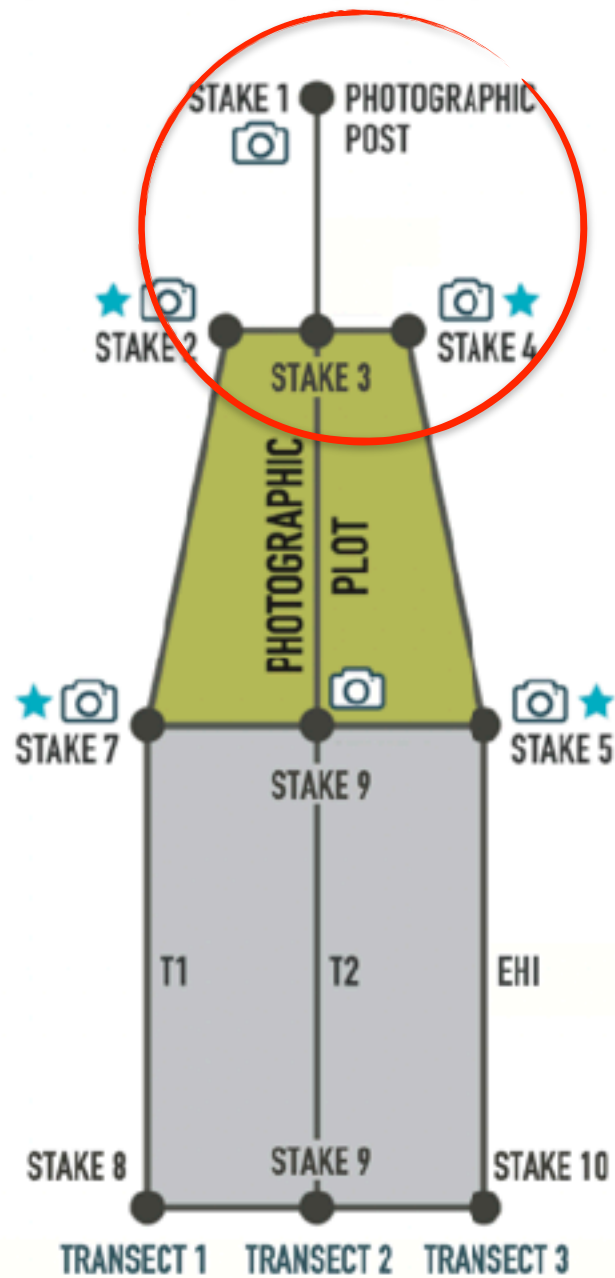 STAKE 1 PHOTOGRAPHIC
POST
STAKE 2
STAKE 4
STAKE 3
PHOTOGRAPHIC
PLOT
STAKE 7
STAKE 5
STAKE 9
T1
T2
EHI
STAKE 8
STAKE 9
STAKE 10
TRANSECT 1 TRANSECT 2 TRANSECT 3